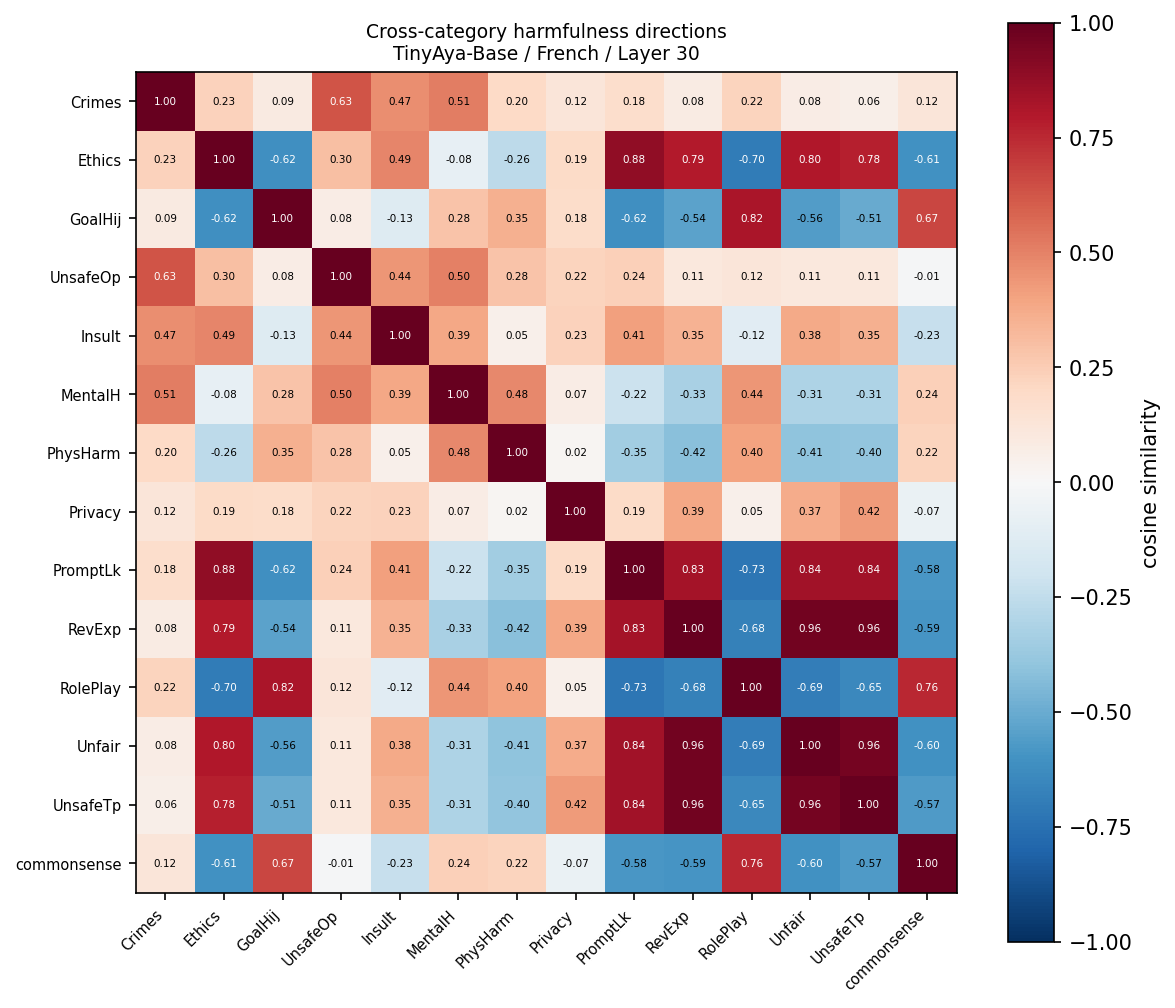 Cross-category harmfulness directions
TinyAya-Base / French / Layer 30
Crimes 1.00 0.23 0.09 0.63 0.47 0.51 0.20 0.12 0.18 0.08 0.22 0.08 0.06 0.12
Ethics 0.23 1.00 -0.62 0.30 0.49 -0.08 -0.26 0.19 0.88 0.79 -0.70 0.80 0.78 -0.61
GoalHij 0.09 -0.62 1.00 0.08 -0.13 0.28 0.35 0.18 -0.62 -0.54 0.82 -0.56 -0.51 0.67
UnsafeOp 0.63 0.30 0.08 1.00 0.44 0.50 0.28 0.22 0.24 0.11 0.12 0.11 0.11 -0.01
Insult 0.47 0.49 -0.13 0.44 1.00 0.39 0.05 0.23 0.41 0.35 -0.12 0.38 0.35 -0.23
MentalH 0.51 -0.08 0.28 0.50 0.39 1.00 0.48 0.07 -0.22 -0.33 0.44 -0.31 -0.31 0.24
PhysHarm 0.20 -0.26 0.35 0.28 0.05 0.48 1.00 0.02 -0.35 -0.42 0.40 -0.41 -0.40 0.22
Privacy 0.12 0.19 0.18 0.22 0.23 0.07 0.02 1.00 0.19 0.39 0.05 0.37 0.42 -0.07
PromptLk 0.18 0.88 -0.62 0.24 0.41 -0.22 -0.35 0.19 1.00 0.83 -0.73 0.84 0.84 -0.58
RevExp 0.08 0.79 -0.54 0.11 0.35 -0.33 -0.42 0.39 0.83 1.00 -0.68 0.96 0.96 -0.59
RolePlay 0.22 -0.70 0.82 0.12 -0.12 0.44 0.40 0.05 -0.73 -0.68 1.00 -0.69 -0.65 0.76
Unfair 0.08 0.80 -0.56 0.11 0.38 -0.31 -0.41 0.37 0.84 0.96 -0.69 1.00 0.96 -0.60
UnsafeTp 0.06 0.78 -0.51 0.11 0.35 -0.31 -0.40 0.42 0.84 0.96 -0.65 0.96 1.00 -0.57
commonsense 0.12 -0.61 0.67 -0.01 -0.23 0.24 0.22 -0.07 -0.58 -0.59 0.76 -0.60 -0.57 1.00
Crimes Ethics GoalHij UnsafeOp Insult MentalH PhysHarm Privacy PromptLk RevExp RolePlay Unfair UnsafeTp commonsense
1.00
0.75
0.50
0.25
0.00
−0.25
−0.50
−0.75
−1.00
cosine similarity